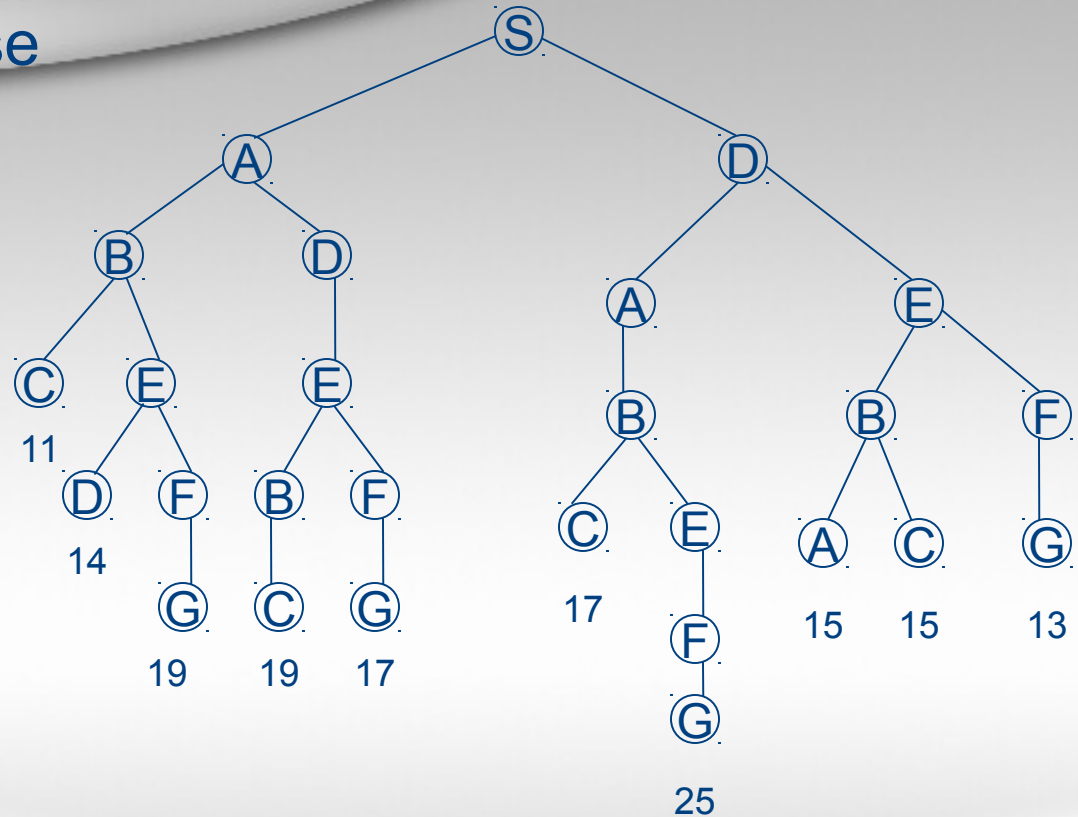 se
S
A D
B D
A E
C E E
B B F
11
D F B F
C E A C G
14
G C G
17 15 15 13
F
19 19 17
G
25